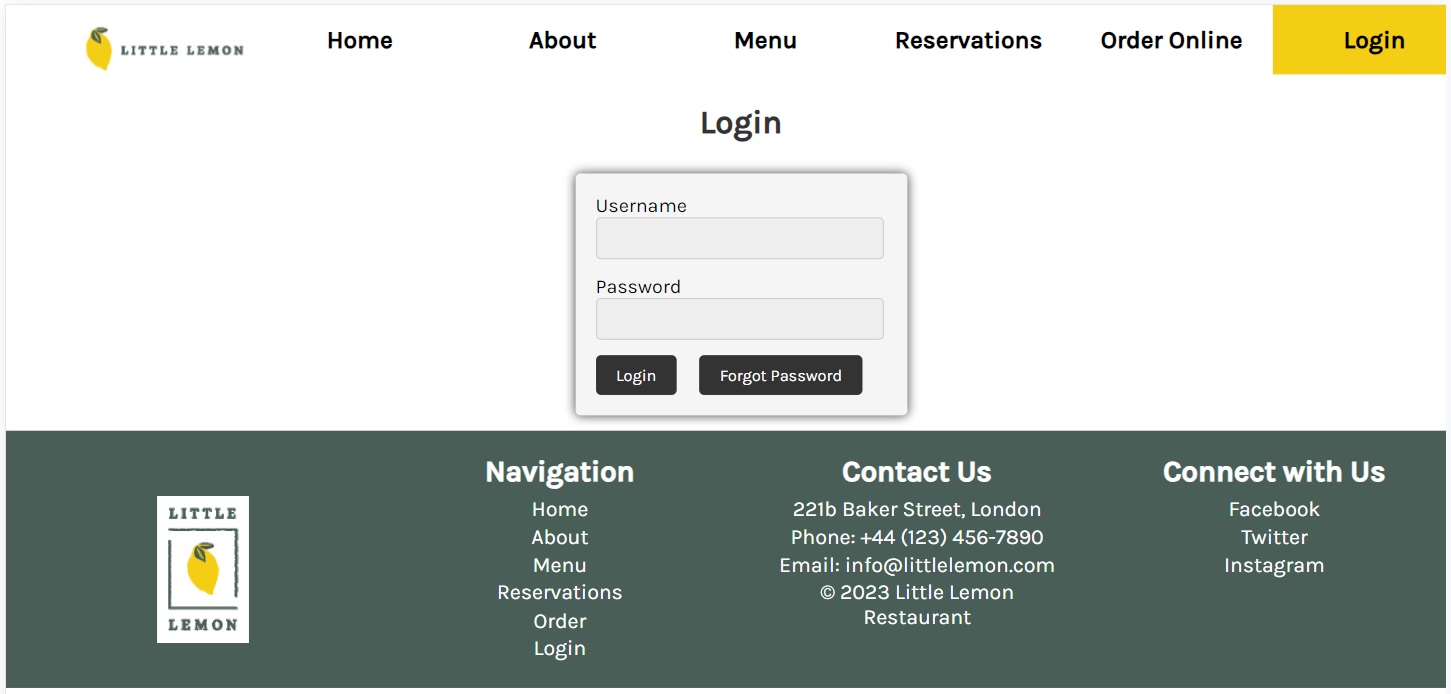 LITTLE LEMON Home About Menu Reservations Order Online Login
Login
Username
Password
Login Forgot Password
LITTLE
LEMON
Navigation
Home
About
Menu
Reservations
Order
Login
Contact Us
221b Baker Street, London
Phone: +44 (123) 456-7890
Email: info@littlelemon.com
© 2023 Little Lemon
Restaurant
Connect with Us
Facebook
Twitter
Instagram